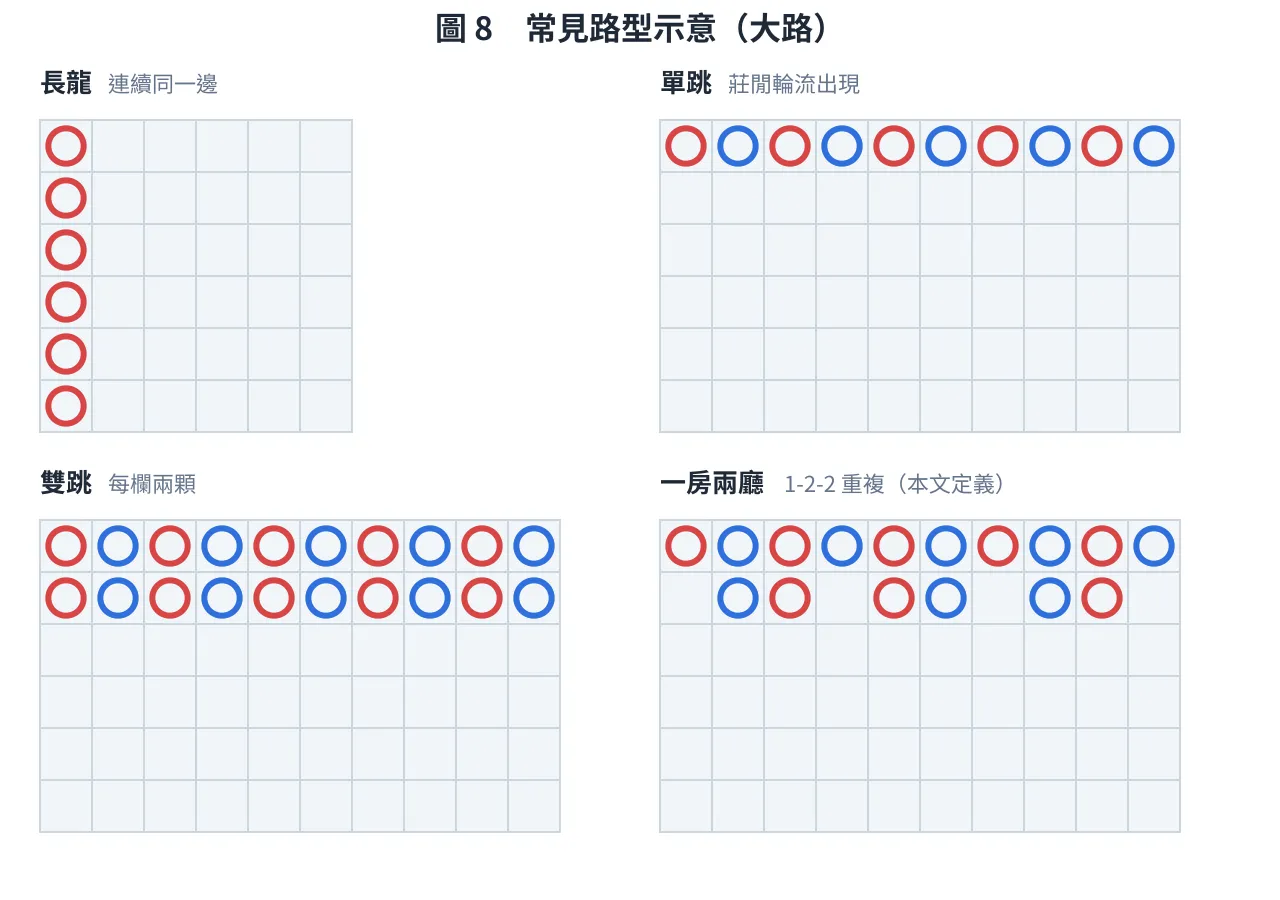 圖 8　常見路型示意（大路）
長龍 連續同一邊
單跳 莊閒輪流出現
雙跳 每欄兩顆
一房兩廳 1-2-2 重複（本文定義）